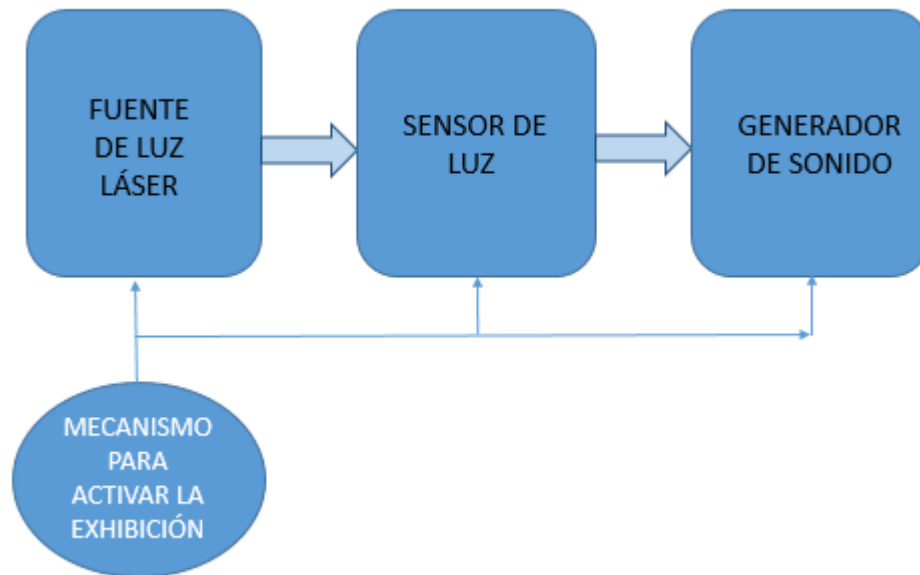 FUENTE
DE LUZ
LÁSER
SENSOR DE
LUZ
GENERADOR
DE SONIDO
MECANISMO
PARA
ACTIVAR LA
EXHIBICIÓN